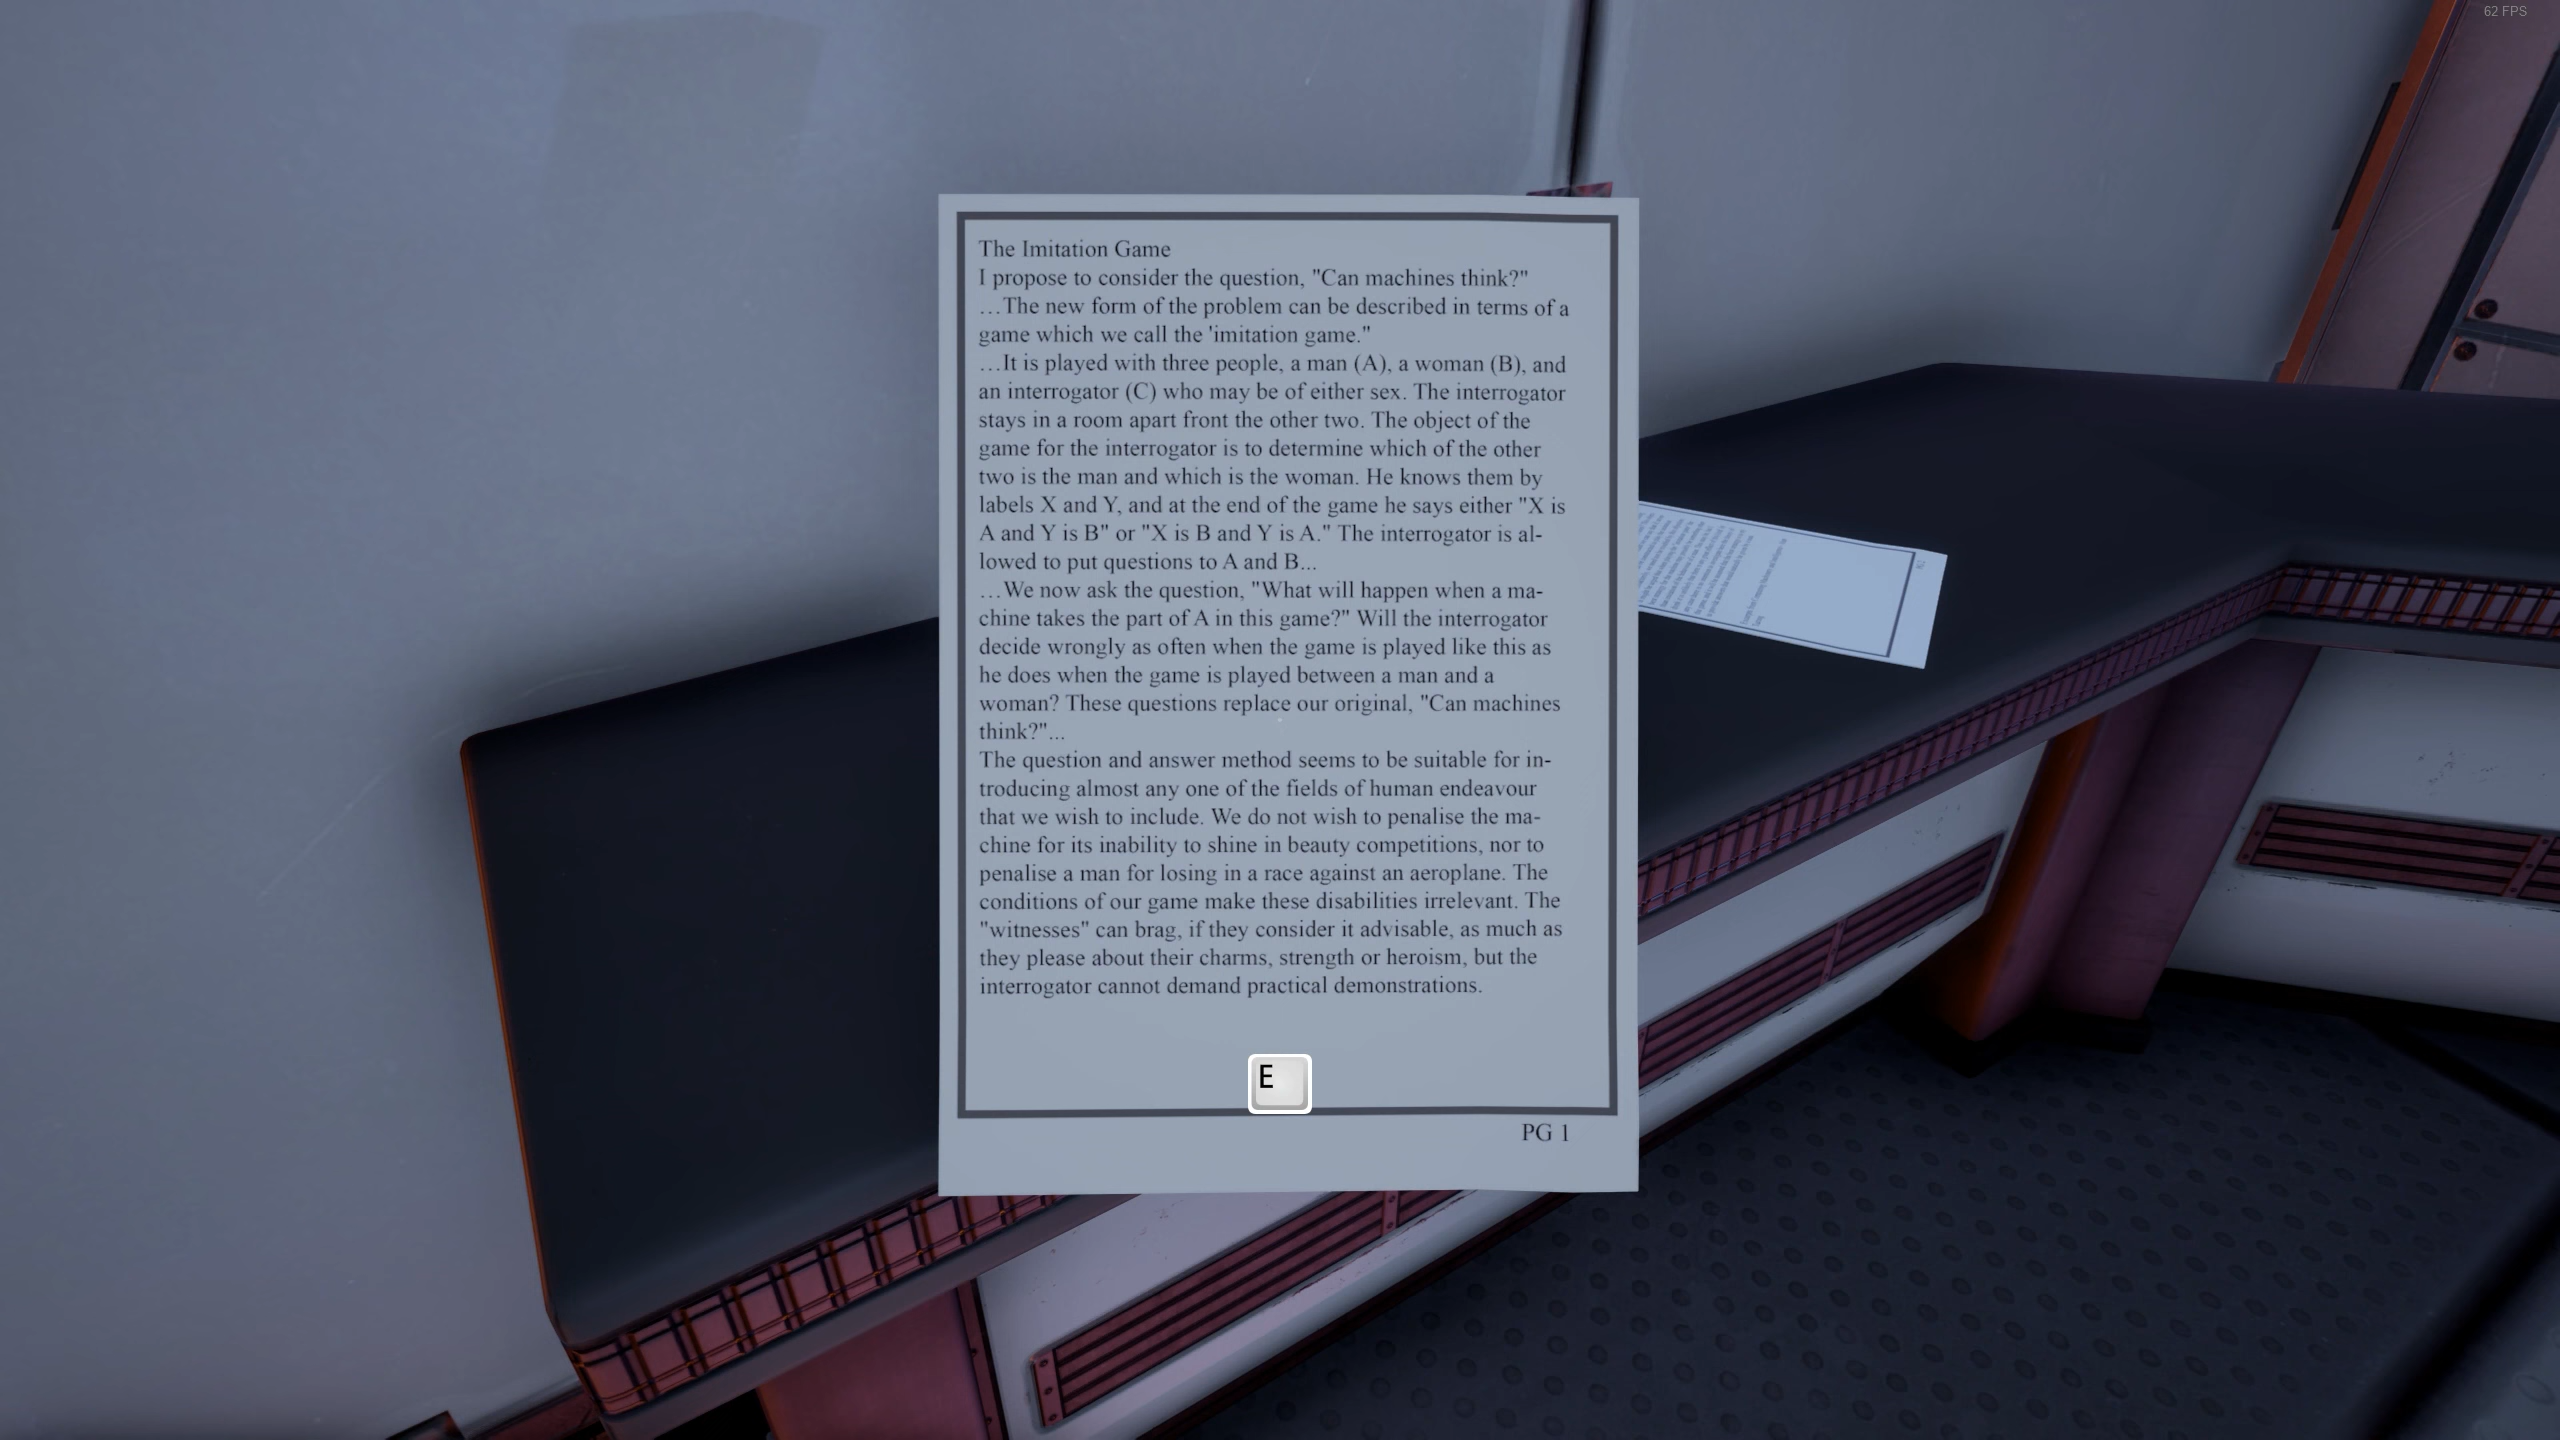 62 FPS
The Imitation Game
I propose to consider the question, "Can machines think?"
…The new form of the problem can be described in terms of a
game which we call the 'imitation game."
…It is played with three people, a man (A), a woman (B), and
an interrogator (C) who may be of either sex. The interrogator
stays in a room apart front the other two. The object of the
game for the interrogator is to determine which of the other
two is the man and which is the woman. He knows them by
labels X and Y, and at the end of the game he says either "X is
A and Y is B" or "X is B and Y is A." The interrogator is al-
lowed to put questions to A and B...
…We now ask the question, "What will happen when a ma-
chine takes the part of A in this game?" Will the interrogator
decide wrongly as often when the game is played like this as
he does when the game is played between a man and a
woman? These questions replace our original, "Can machines
think?"...
The question and answer method seems to be suitable for in-
troducing almost any one of the fields of human endeavour
that we wish to include. We do not wish to penalise the ma-
chine for its inability to shine in beauty competitions, nor to
penalise a man for losing in a race against an aeroplane. The
conditions of our game make these disabilities irrelevant. The
"witnesses" can brag, if they consider it advisable, as much as
they please about their charms, strength or heroism, but the
interrogator cannot demand practical demonstrations.
E
PG 1